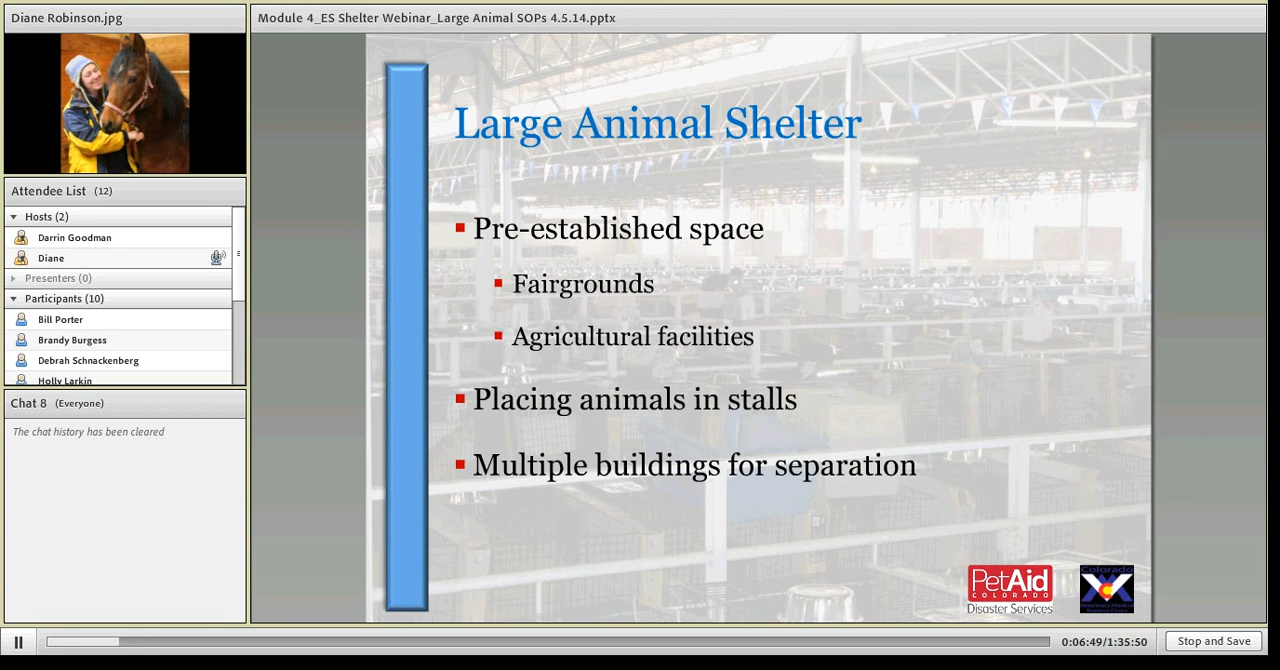 Diane Robinson.jpg
Module 4_ES Shelter Webinar_Large Animal SOPs 4.5.14.pptx
Attendee List (12)
Hosts (2)
Darrin Goodman
Diane
Presenters (0)
Participants (10)
Bill Porter
Brandy Burgess
Debrah Schnackenberg
Holly Larkin
Chat 8 (Everyone)
The chat history has been cleared
Large Animal Shelter
Pre-established space
Fairgrounds
Agricultural facilities
Placing animals in stalls
Multiple buildings for separation
PetAid
COLORADO
Disaster Services
Colorado
0:06:49/1:35:50
Stop and Save